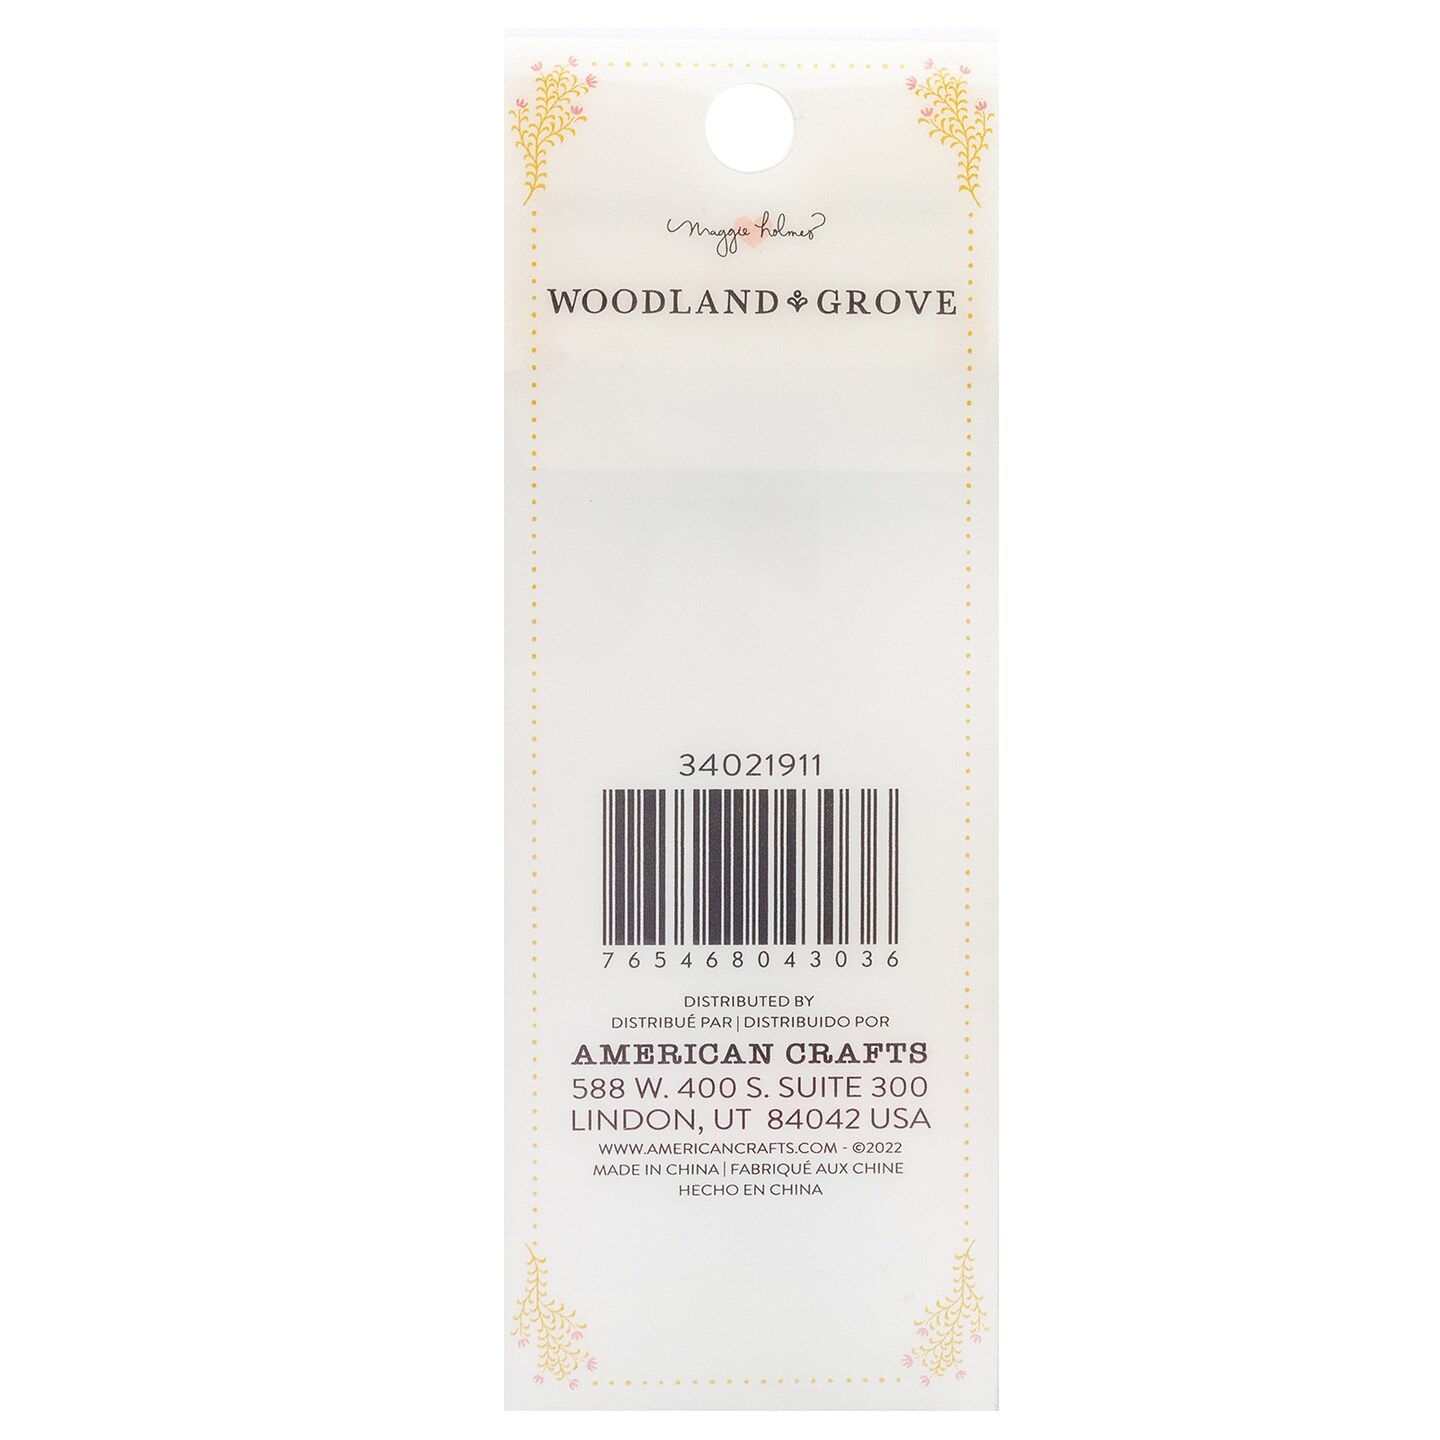 maggie holmes
WOODLAND GROVE
34021911
765468043036
DISTRIBUTED BY
DISTRIBUÉ PAR | DISTRIBUIDO POR
AMERICAN CRAFTS
588 W. 400 S. SUITE 300
LINDON, UT 84042 USA
WWW.AMERICANCRAFTS.COM - ©2022
MADE IN CHINA | FABRIQUÉ AUX CHINE
HECHO EN CHINA